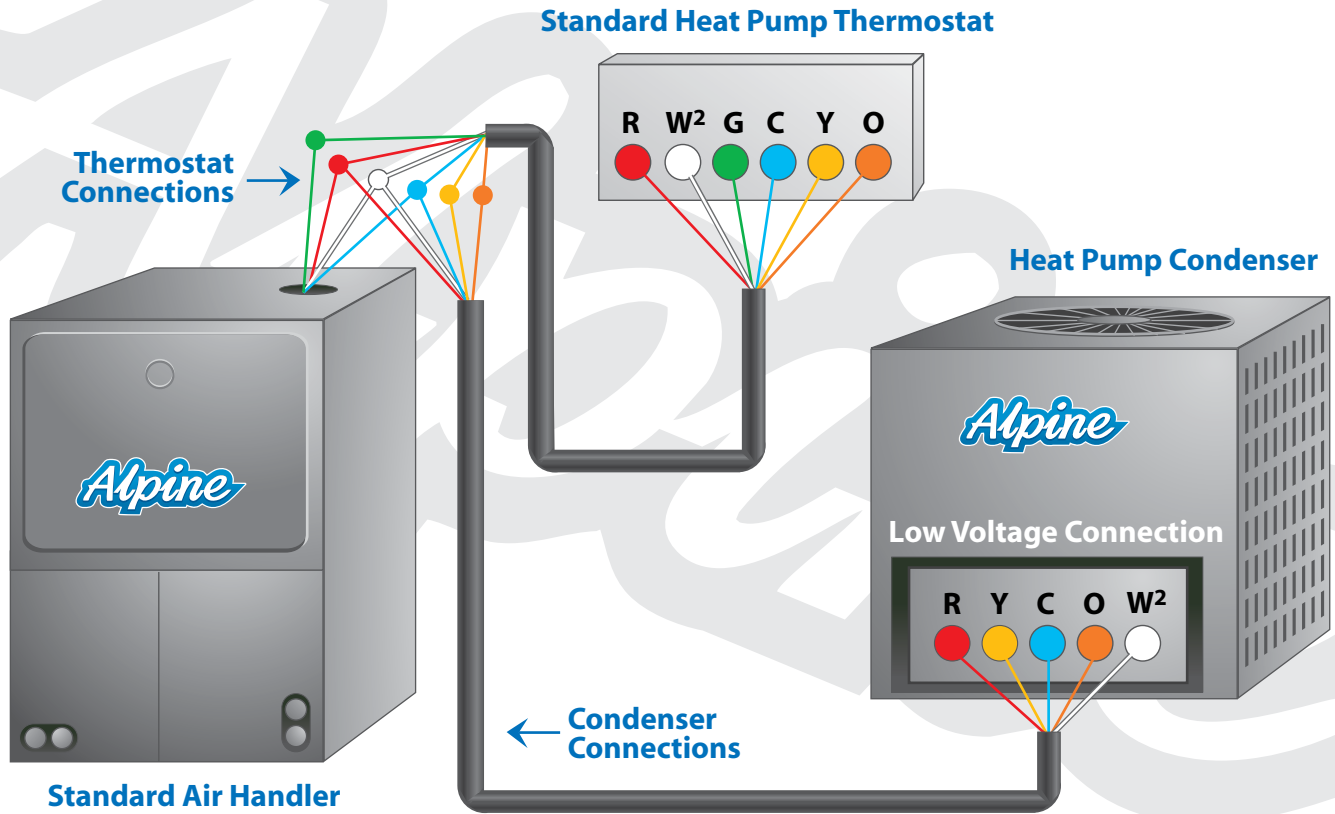 Standard Heat Pump Thermostat
R W² G C Y O
Thermostat
Connections
Heat Pump Condenser
Alpine
Alpine
Low Voltage Connection
R Y C O W²
Condenser
Connections
Standard Air Handler